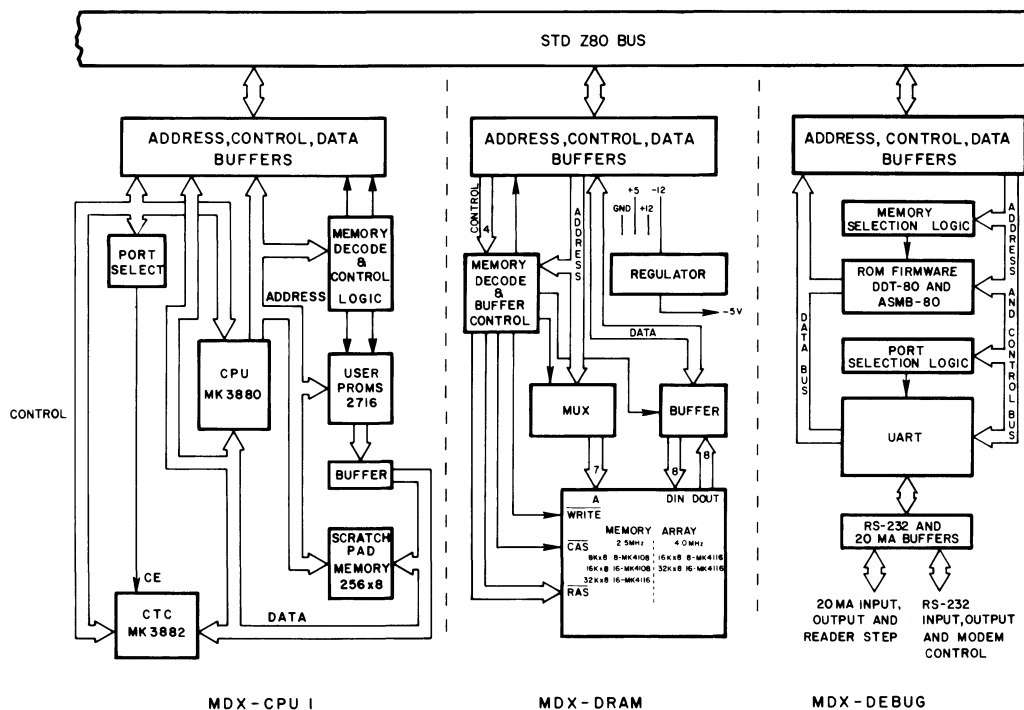 STD Z80 BUS
ADDRESS, CONTROL, DATA
BUFFERS
PORT
SELECT
MEMORY
DECODE
&
CONTROL
LOGIC
ADDRESS
CPU
MK3880
USER
PROMS
2716
CONTROL
BUFFER
SCRATCH
PAD
MEMORY
256x8
CE
CTC
MK3882
DATA
MDX-CPU 1
ADDRESS, CONTROL, DATA
BUFFERS
CONTROL
4
ADDRESS
GND
+5
+12
-12
MEMORY
DECODE
&
BUFFER
CONTROL
REGULATOR
-5V
DATA
MUX
BUFFER
7
8
8
A
DIN
DOUT
WRITE
MEMORY ARRAY
2.5MHz
4.0MHz
CAS
8Kx8 8-MK4108
16Kx8 8-MK4116
16Kx8 16-MK4108
32Kx8 16-MK4116
32Kx8 16-MK4116
RAS
MDX-DRAM
ADDRESS, CONTROL, DATA
BUFFERS
MEMORY
SELECTION LOGIC
ROM FIRMWARE
DDT-80 AND
ASMB-80
PORT
SELECTION LOGIC
DATA BUS
ADDRESS AND CONTROL BUS
UART
RS-232 AND
20 MA BUFFERS
20MA INPUT,
OUTPUT AND
READER STEP
RS-232
INPUT, OUTPUT
AND MODEM
CONTROL
MDX-DEBUG